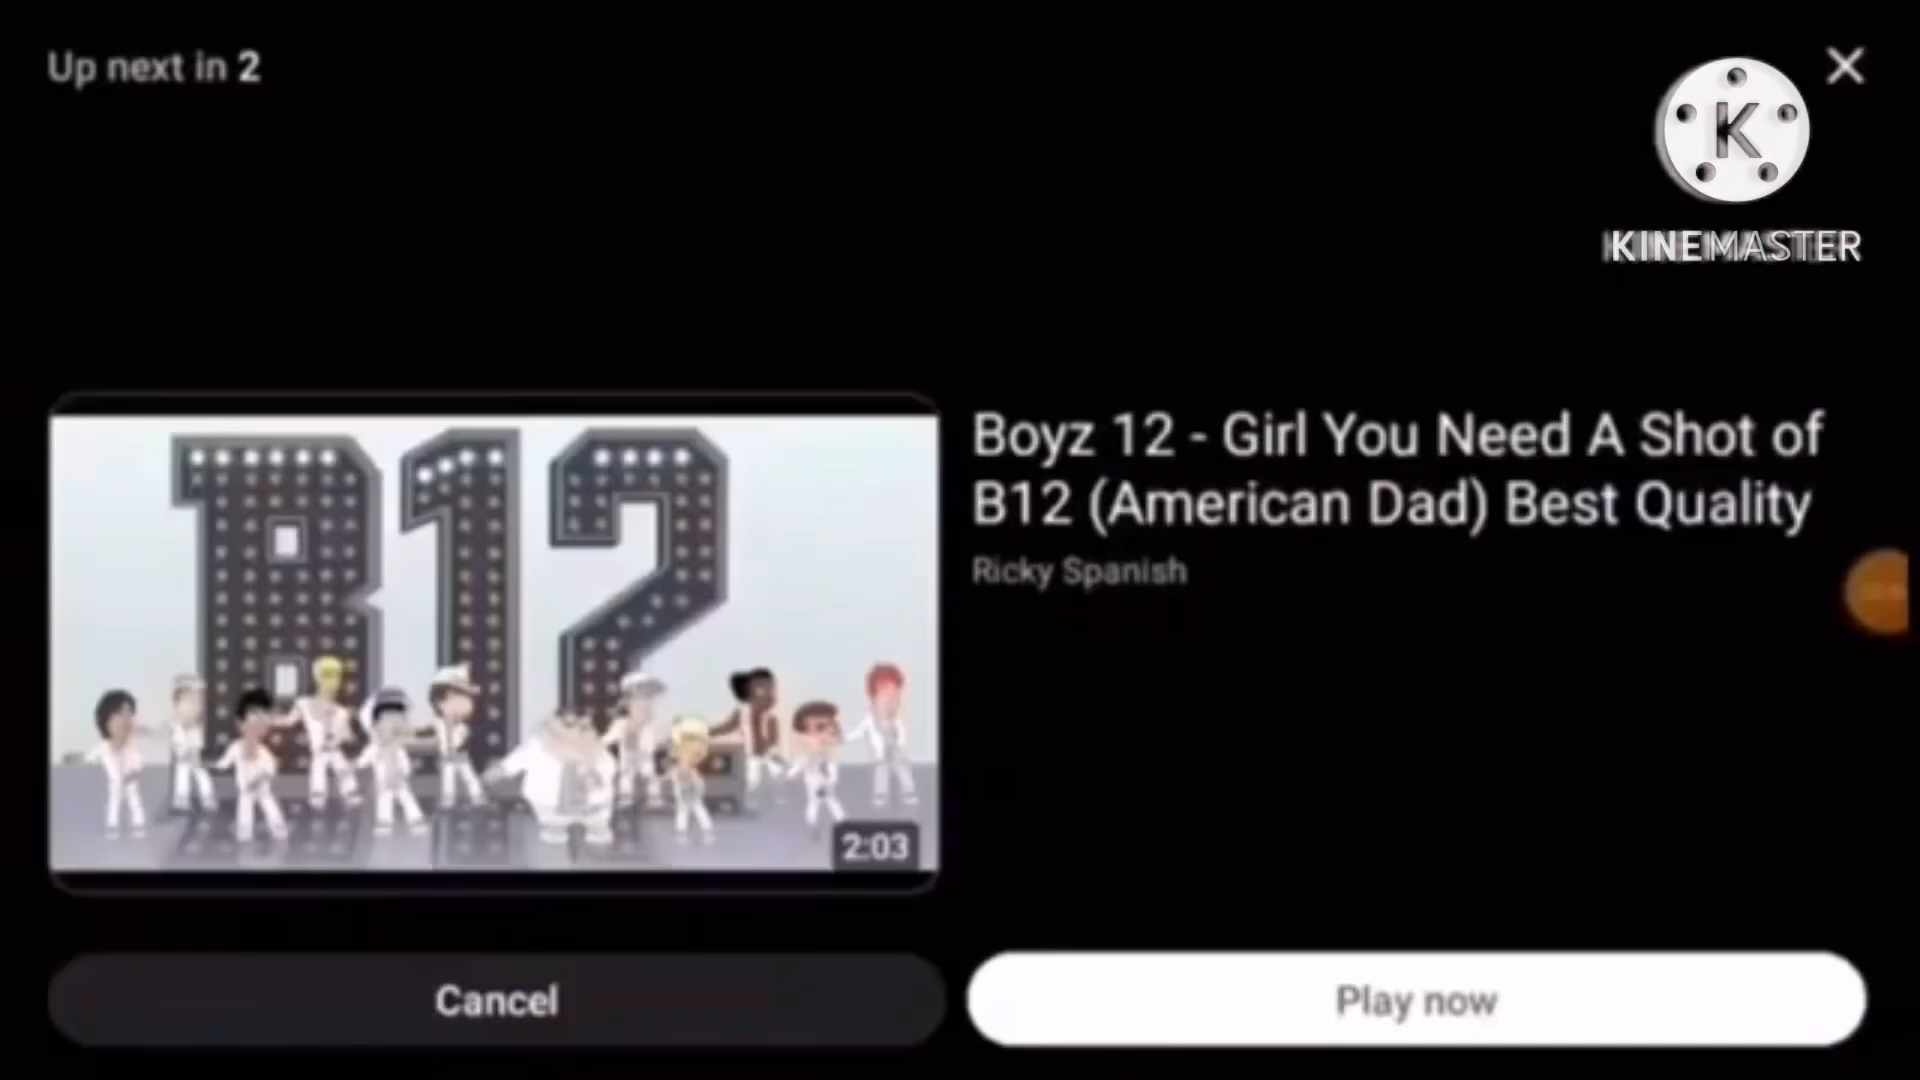 Up next in 2
K
KINEMASTER
B12
Boyz 12 - Girl You Need A Shot of
B12 (American Dad) Best Quality
Ricky Spanish
2:03
Cancel
Play now